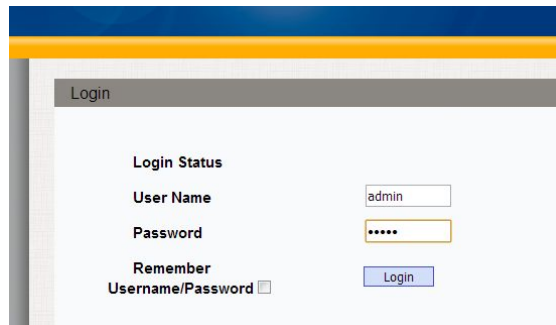 Login
Login Status
User Name admin
Password •••••
Remember
Username/Password Login